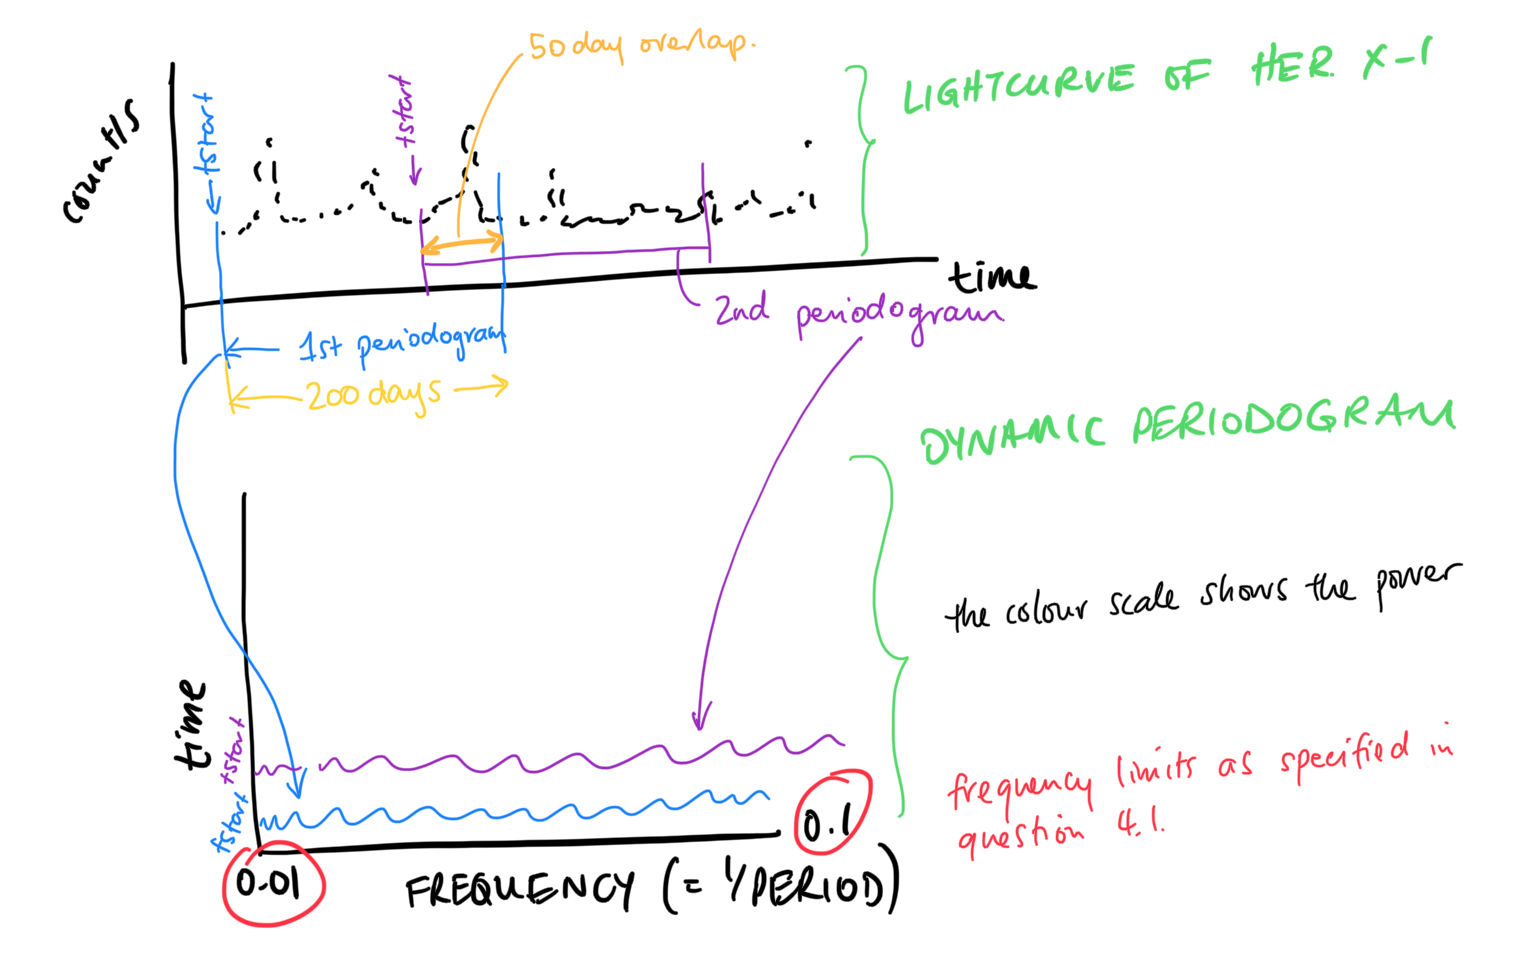 50 day overlap.
LIGHTCURVE OF HER X-1
count/s
tstart
tstart
time
2nd periodogram
1st periodogram
200 days
DYNAMIC PERIODOGRAM
the colour scale shows the power
time
tstart
tstart
frequency limits as specified in
question 4.1.
0.1
0.01
FREQUENCY (= 1/PERIOD)